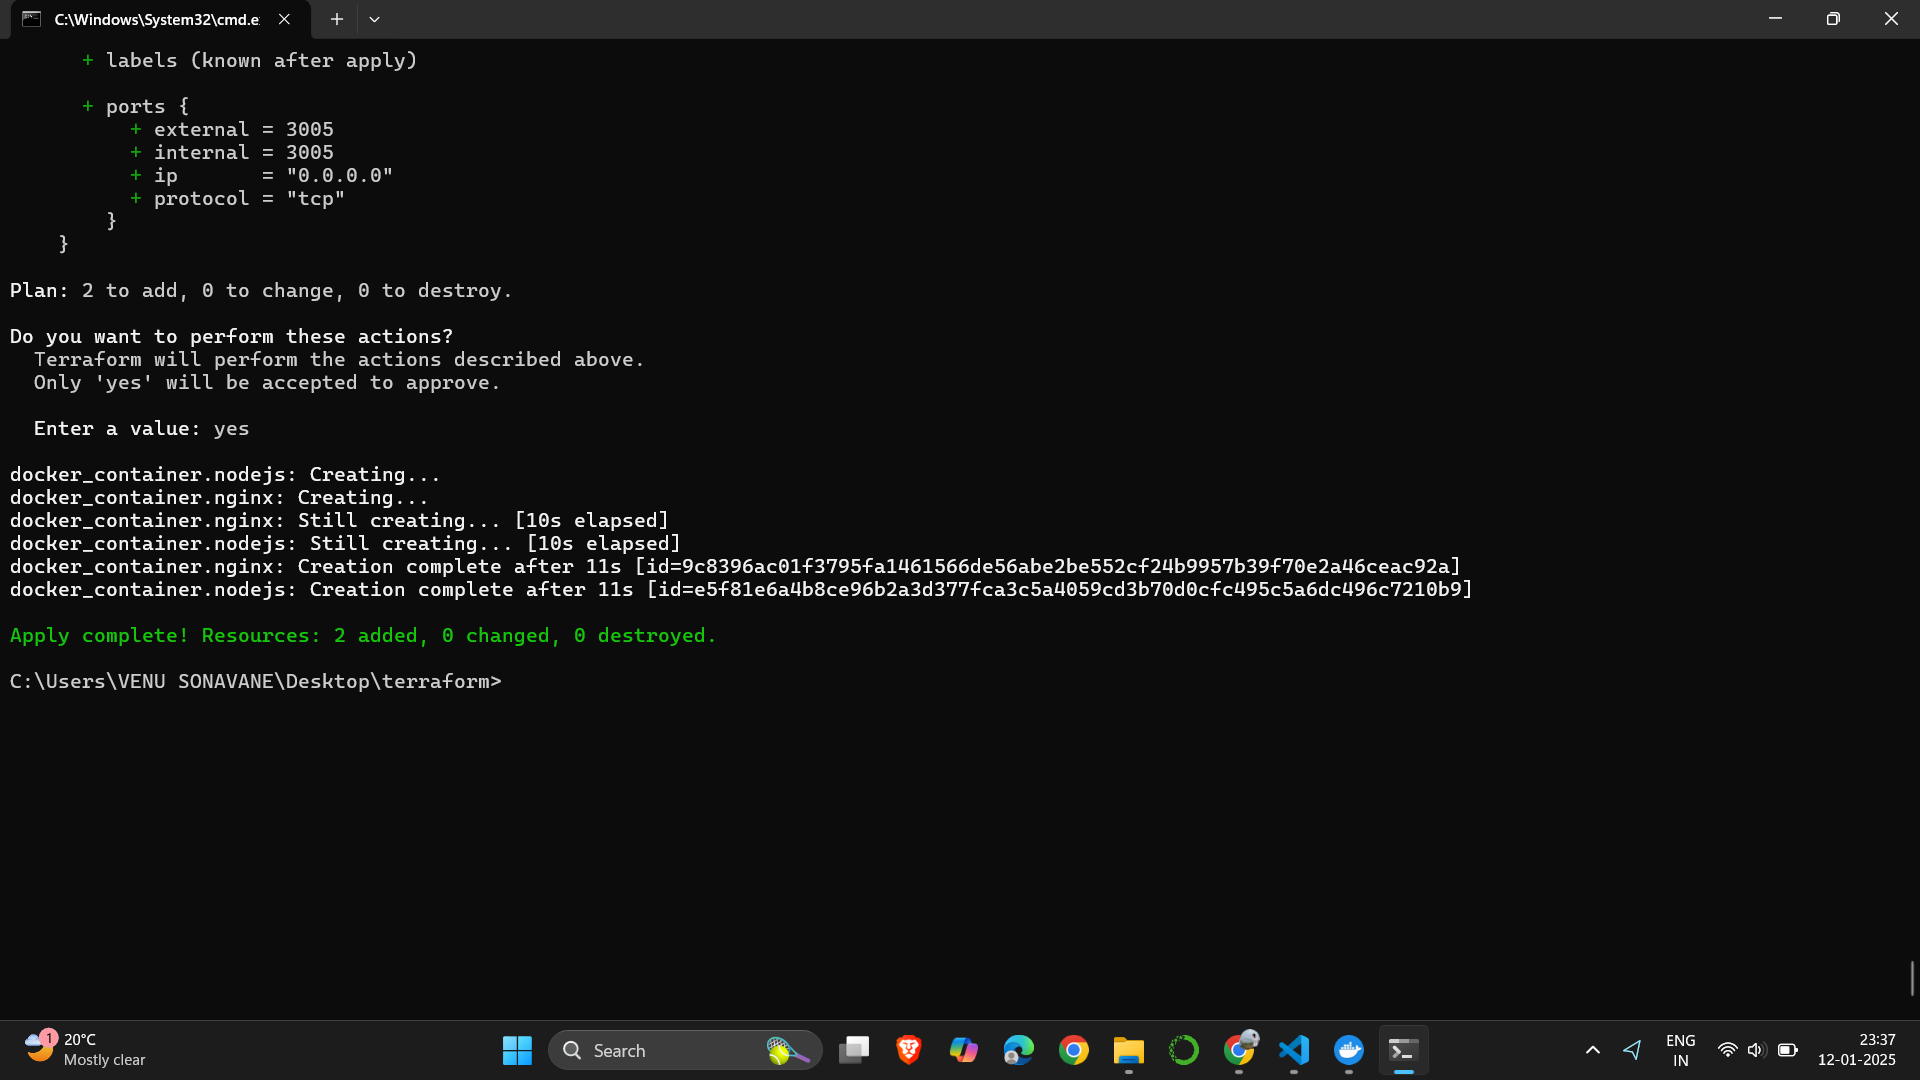 C:\Windows\System32\cmd.e
+ labels (known after apply)
+ ports {
+ external = 3005
+ internal = 3005
+ ip       = "0.0.0.0"
+ protocol = "tcp"
}
}
Plan: 2 to add, 0 to change, 0 to destroy.
Do you want to perform these actions?
Terraform will perform the actions described above.
Only 'yes' will be accepted to approve.
Enter a value: yes
docker_container.nodejs: Creating...
docker_container.nginx: Creating...
docker_container.nginx: Still creating... [10s elapsed]
docker_container.nodejs: Still creating... [10s elapsed]
docker_container.nginx: Creation complete after 11s [id=9c8396ac01f3795fa1461566de56abe2be552cf24b9957b39f70e2a46ceac92a]
docker_container.nodejs: Creation complete after 11s [id=e5f81e6a4b8ce96b2a3d377fca3c5a4059cd3b70d0cfc495c5a6dc496c7210b9]
Apply complete! Resources: 2 added, 0 changed, 0 destroyed.
C:\Users\VENU SONAVANE\Desktop\terraform>
1
20°C
Mostly clear
Search
ENG
IN
23:37
12-01-2025